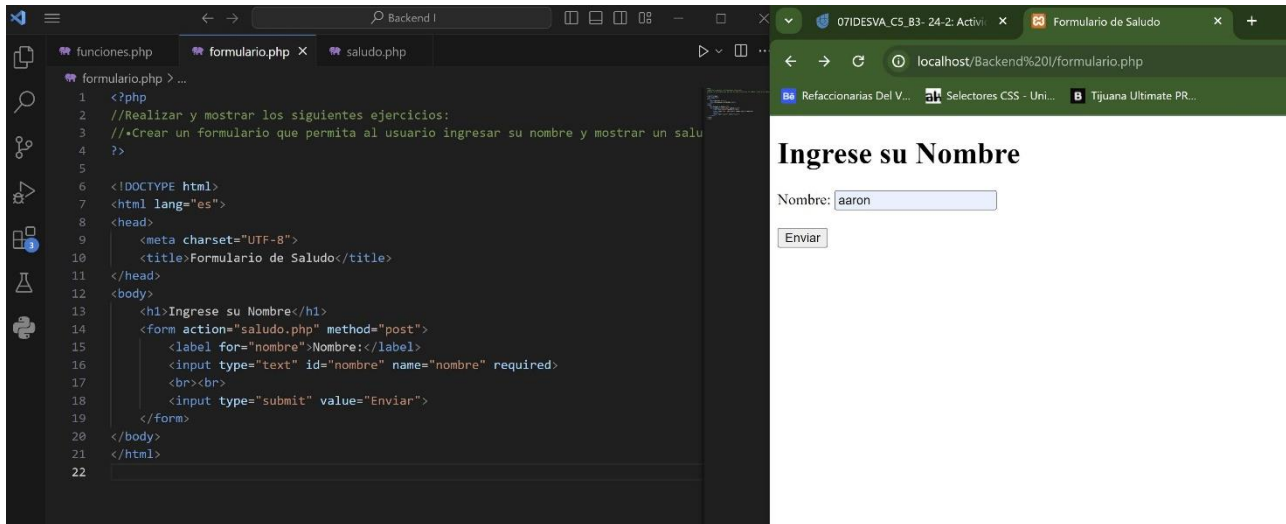 Backend I
funciones.php
formulario.php
saludo.php
formulario.php > ...
1 <?php
2 //Realizar y mostrar los siguientes ejercicios:
3 //•Crear un formulario que permita al usuario ingresar su nombre y mostrar un salu
4 ?>
5
6 <!DOCTYPE html>
7 <html lang="es">
8 <head>
9 <meta charset="UTF-8">
10 <title>Formulario de Saludo</title>
11 </head>
12 <body>
13 <h1>Ingrese su Nombre</h1>
14 <form action="saludo.php" method="post">
15 <label for="nombre">Nombre:</label>
16 <input type="text" id="nombre" name="nombre" required>
17 <br><br>
18 <input type="submit" value="Enviar">
19 </form>
20 </body>
21 </html>
22
3
07IDESVA_C5_B3- 24-2: Activi
Formulario de Saludo
localhost/Backend%20I/formulario.php
Bē Refaccionarias Del V...
Selectores CSS - Uni...
B Tijuana Ultimate PR...
Ingrese su Nombre
Nombre: aaron
Enviar